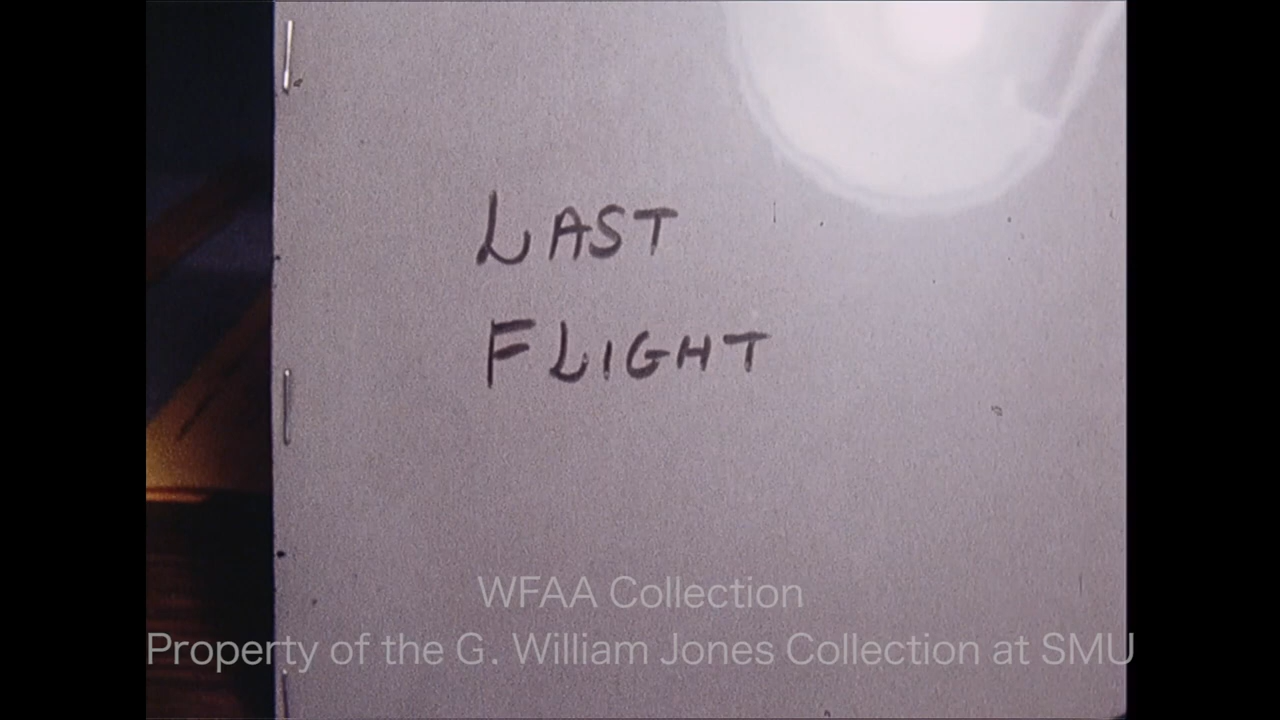 LAST
FLIGHT
WFAA Collection
Property of the G. William Jones Collection at SMU